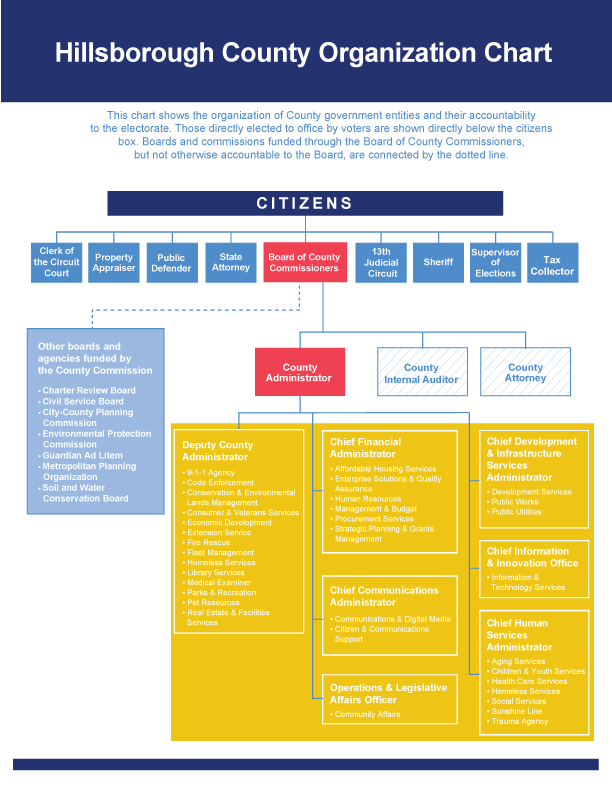 Hillsborough County Organization Chart
This chart shows the organization of County government entities and their accountability
to the electorate. Those directly elected to office by voters are shown directly below the citizens
box. Boards and commissions funded through the Board of County Commissioners,
but not otherwise accountable to the Board, are connected by the dotted line.
CITIZENS
Clerk of
the Circuit
Court
Property
Appraiser
Public
Defender
State
Attorney
Board of County
Commissioners
13th
Judicial
Circuit
Sheriff
Supervisor
of
Elections
Tax
Collector
Other boards and
agencies funded by
the County Commission
• Charter Review Board
• Civil Service Board
• City-County Planning
Commission
• Environmental Protection
Commission
• Guardian Ad Litem
• Metropolitan Planning
Organization
• Soil and Water
Conservation Board
County
Administrator
County
Internal Auditor
County
Attorney
Deputy County
Administrator
• 9-1-1 Agency
• Code Enforcement
• Conservation & Environmental
Lands Management
• Consumer & Veterans Services
• Economic Development
• Extension Service
• Fire Rescue
• Fleet Management
• Homeless Services
• Library Services
• Medical Examiner
• Parks & Recreation
• Pet Resources
• Real Estate & Facilities
Services
Chief Financial
Administrator
• Affordable Housing Services
• Enterprise Solutions & Quality
Assurance
• Human Resources
• Management & Budget
• Procurement Services
• Strategic Planning & Grants
Management
Chief Communications
Administrator
• Communications & Digital Media
• Citizen & Communications
Support
Operations & Legislative
Affairs Officer
• Community Affairs
Chief Development
& Infrastructure
Services
Administrator
• Development Services
• Public Works
• Public Utilities
Chief Information
& Innovation Office
• Information &
Technology Services
Chief Human
Services
Administrator
• Aging Services
• Children & Youth Services
• Health Care Services
• Homeless Services
• Social Services
• Sunshine Line
• Trauma Agency